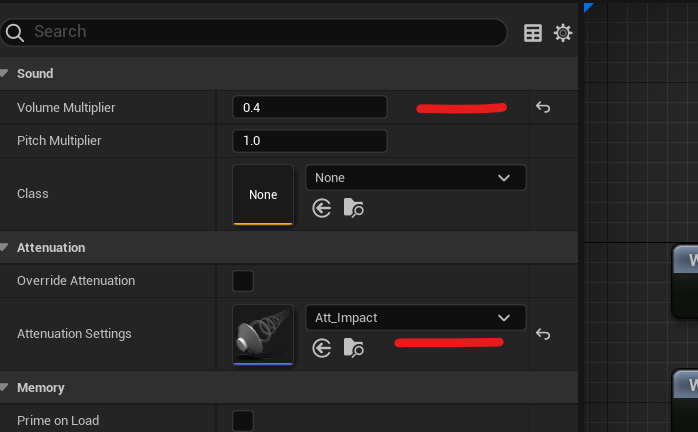 Search
Sound
Volume Multiplier 0.4
Pitch Multiplier 1.0
Class None None
Attenuation
Override Attenuation
Attenuation Settings Att_Impact
Memory
Prime on Load